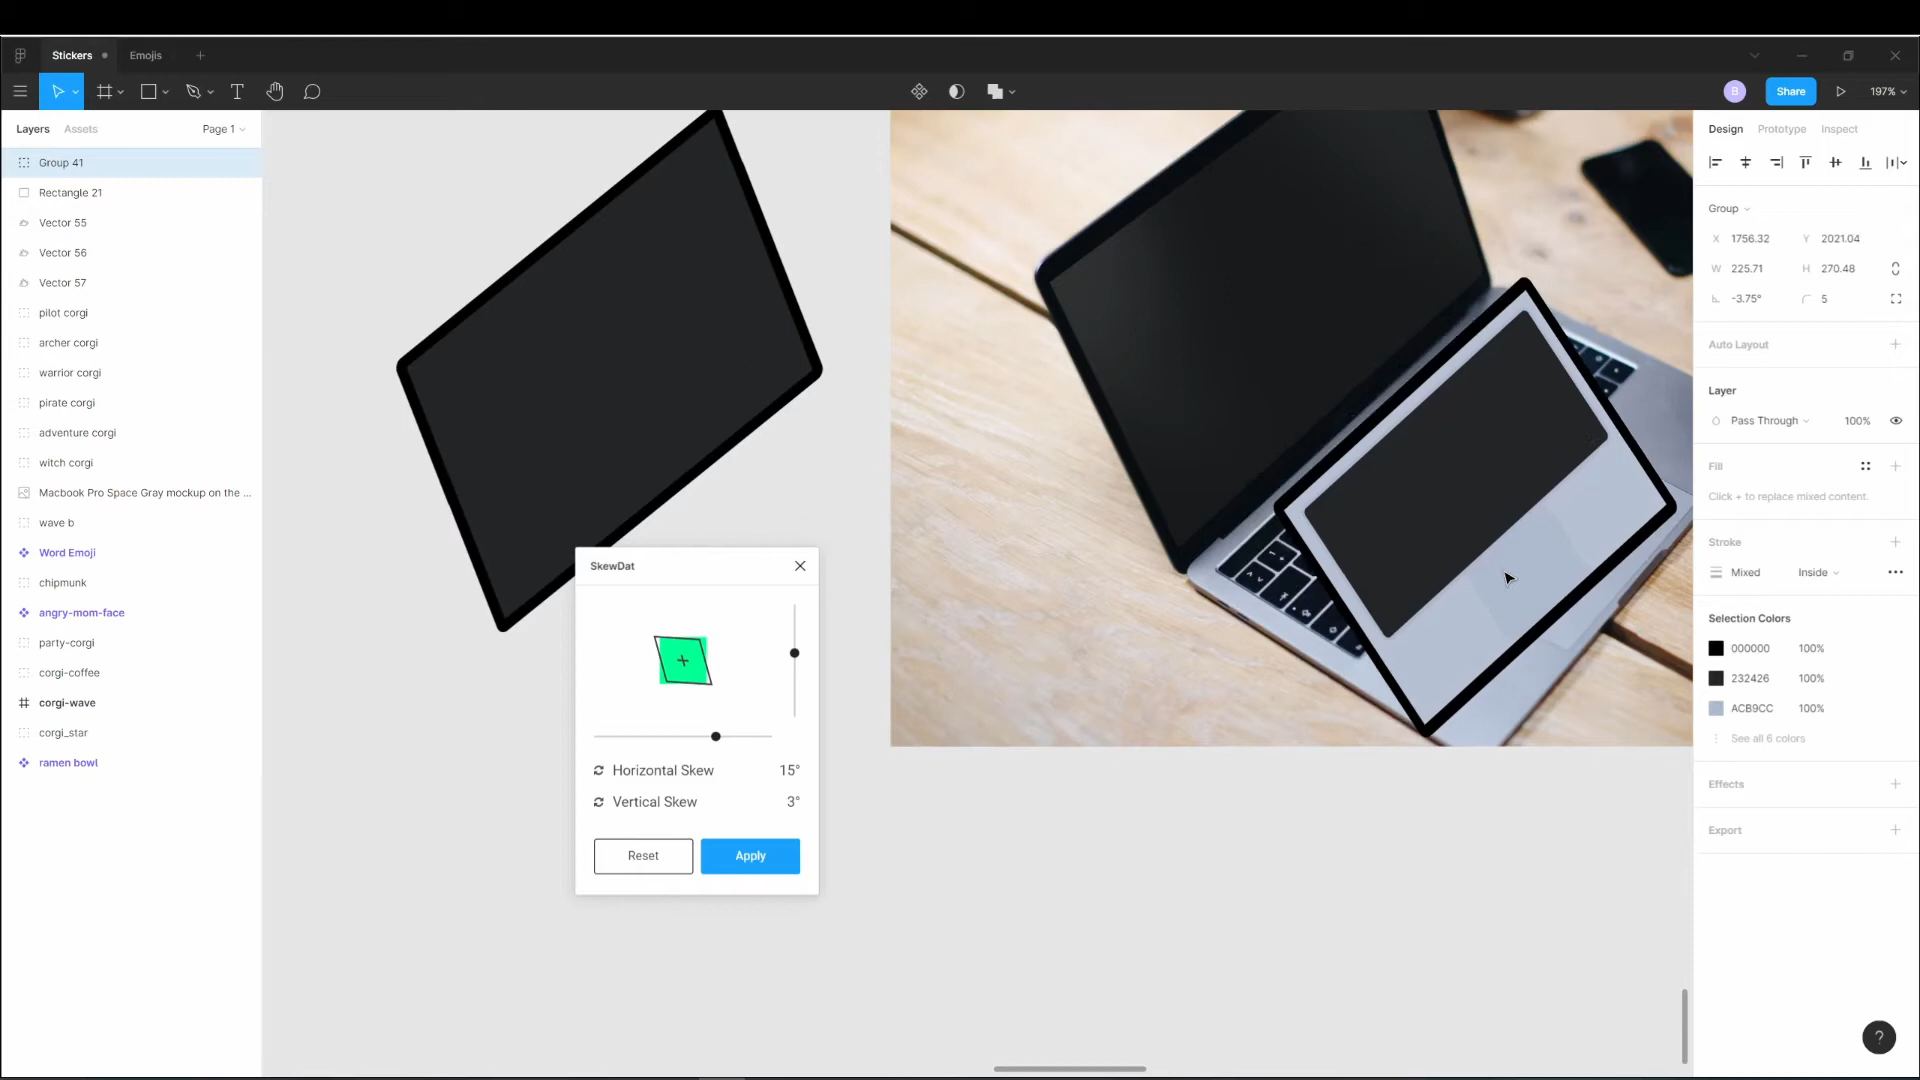 Stickers
Emojis
B
Share
197%
Layers
Assets
Page 1
Group 41
Rectangle 21
Vector 55
Vector 56
Vector 57
pilot corgi
archer corgi
warrior corgi
pirate corgi
adventure corgi
witch corgi
Macbook Pro Space Gray mockup on the ...
wave b
Word Emoji
chipmunk
angry-mom-face
party-corgi
corgi-coffee
corgi-wave
corgi_star
ramen bowl
SkewDat
Horizontal Skew 15°
Vertical Skew 3°
Reset
Apply
Design
Prototype
Inspect
Group
X 1756.32 Y 2021.04
W 225.71 H 270.48
-3.75° 5
Auto Layout
Layer
Pass Through 100%
Fill
Click + to replace mixed content.
Stroke
Mixed Inside
Selection Colors
000000 100%
232426 100%
ACB9CC 100%
See all 6 colors
Effects
Export
?